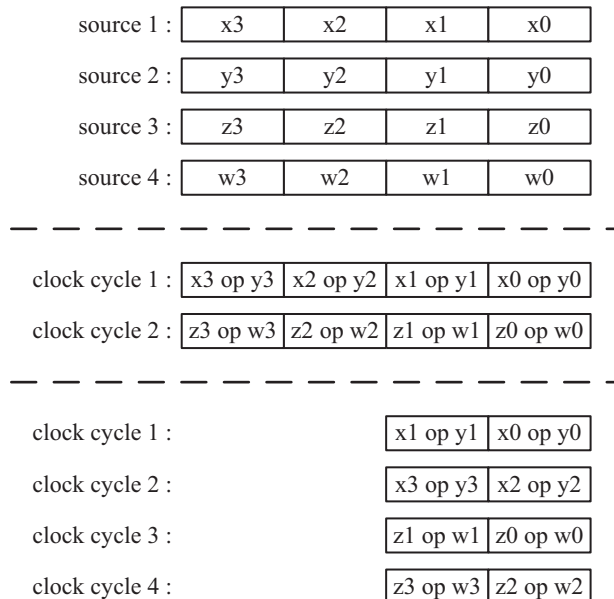 source 1 : x3 x2 x1 x0
source 2 : y3 y2 y1 y0
source 3 : z3 z2 z1 z0
source 4 : w3 w2 w1 w0
clock cycle 1 : x3 op y3 x2 op y2 x1 op y1 x0 op y0
clock cycle 2 : z3 op w3 z2 op w2 z1 op w1 z0 op w0
clock cycle 1 : x1 op y1 x0 op y0
clock cycle 2 : x3 op y3 x2 op y2
clock cycle 3 : z1 op w1 z0 op w0
clock cycle 4 : z3 op w3 z2 op w2